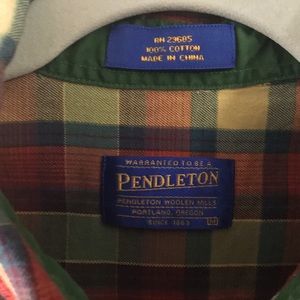 RN 29685
100% COTTON
MADE IN CHINA
WARRANTED TO BE A
PENDLETON
PENDLETON WOOLEN MILLS
PORTLAND, OREGON
SINCE 1863 M